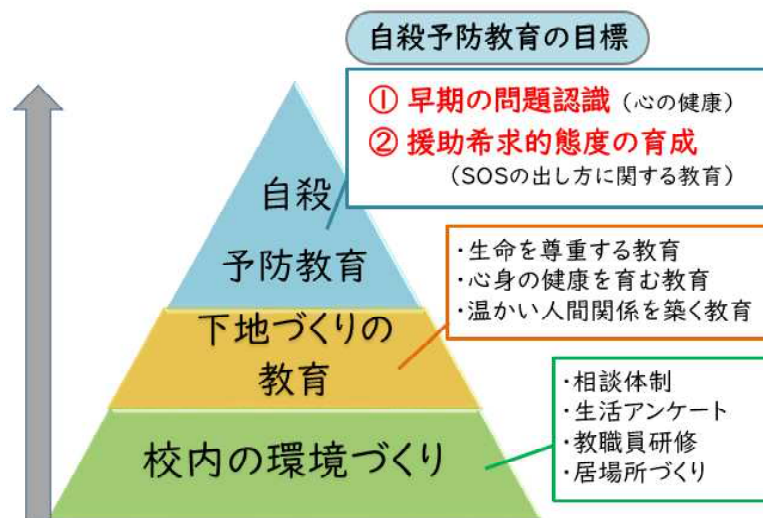 自殺予防教育の目標
① 早期の問題認識（心の健康）
② 援助希求的態度の育成
（SOSの出し方に関する教育）
自殺
予防教育
・生命を尊重する教育
・心身の健康を育む教育
・温かい人間関係を築く教育
下地づくりの
教育
・相談体制
・生活アンケート
・教職員研修
・居場所づくり
校内の環境づくり